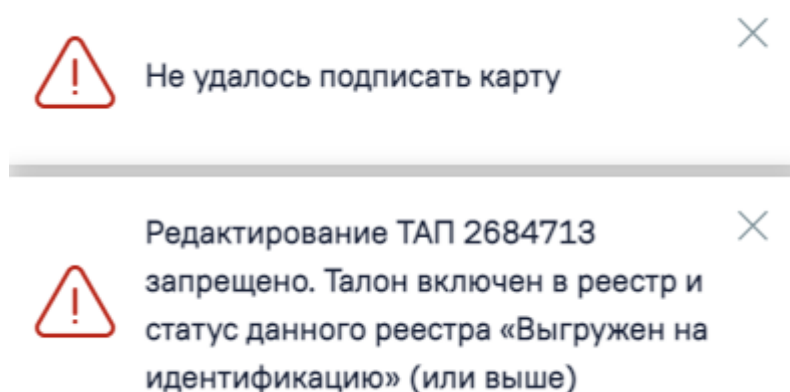 Не удалось подписать карту
Редактирование ТАП 2684713
запрещено. Талон включен в реестр и
статус данного реестра «Выгружен на
идентификацию» (или выше)